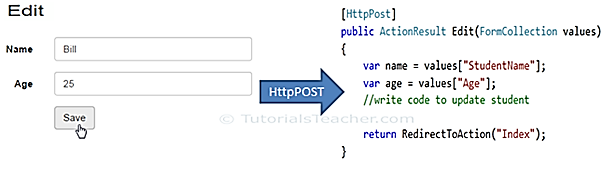 Edit
Name Bill
Age 25
Save
HttpPOST
[HttpPost]
public ActionResult Edit(FormCollection values)
{
var name = values["StudentName"];
var age = values["Age"];
//write code to update student
return RedirectToAction("Index");
}
© TutorialsTeacher.com